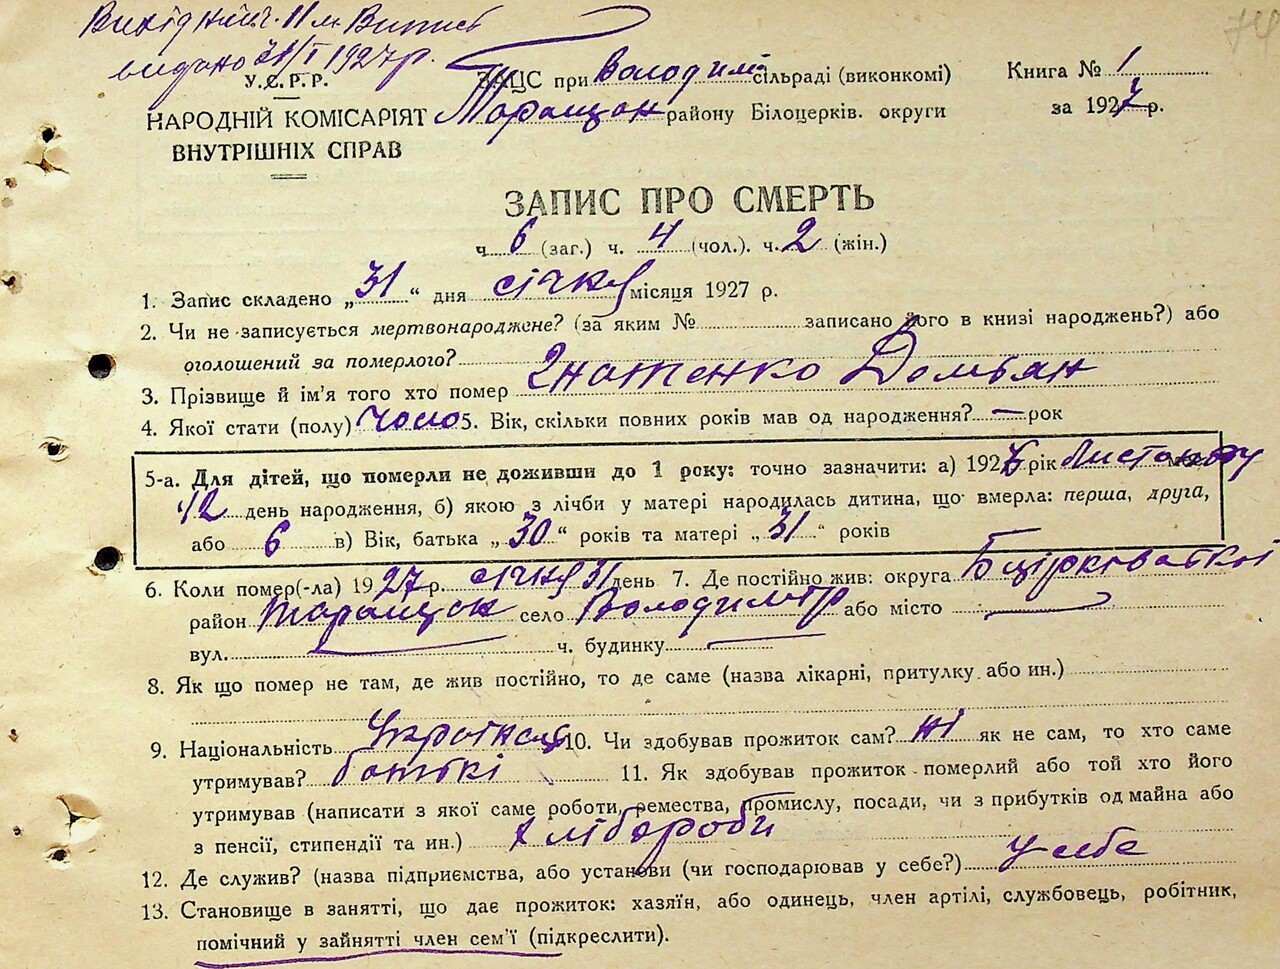 Вихідний ч. 11 м. Випис
видано 31/I 1927 р.
74
У.С.Р.Р.
НАРОДНІЙ КОМІСАРІЯТ
ВНУТРІШНІХ СПРАВ
ЗАЦС при Володимі сільраді (виконкомі)
Таращан району Білоцерків. округи
Книга № 1
за 1927 р.
ЗАПИС ПРО СМЕРТЬ
ч. 6 (заг.) ч. 4 (чол.). ч. 2 (жін.)
1. Запис складено „31“ дня січня місяця 1927 р.
2. Чи не записується мертвонароджене? (за яким № записано його в книзі народжень?) або
оголошений за померлого?
3. Прізвище й ім'я того хто помер Гнатенко Демьян
4. Якої статі (полу) чоло 5. Вік, скільки повних років мав од народження? — рок
5-а. Для дітей, що померли не доживши до 1 року: точно зазначити: а) 1926 рік Листопаду
12 день народження, б) якою з лічби у матері народилась дитина, що вмерла: перша, друга,
або 6 в) Вік, батька „30“ років та матері „31“ років
6. Коли помер(-ла) 1927 р. січня 31 день 7. Де постійно жив: округа Бцірковаткі
район Таращок село Володимир або місто —
вул. — ч. будинку —
8. Як що помер не там, де жив постійно, то де саме (назва лікарні, притулку або ин.)
9. Національність Україноць 10. Чи здобував прожиток сам? Ні як не сам, то хто саме
утримував? батькі 11. Як здобував прожиток померлий або той хто його
утримував (написати з якої саме роботи, ремества, промислу, посади, чи з прибутків од майна або
з пенсії, стипендії та ин.) хлібороби
12. Де служив? (назва підприємства, або установи (чи господарював у себе?) у себе
13. Становище в занятті, що дає прожиток: хазяїн, або одинець, член артілі, службовець, робітник,
помічний у зайнятті член сем'ї (підкреслити).